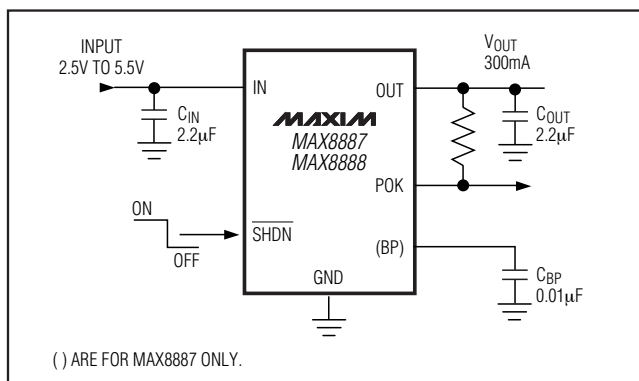 INPUT
2.5V TO 5.5V
CIN
2.2µF
IN
MAXIM
MAX8887
MAX8888
OUT
VOUT
300mA
COUT
2.2µF
POK
ON
OFF
SHDN
(BP)
CBP
0.01µF
GND
( ) ARE FOR MAX8887 ONLY.